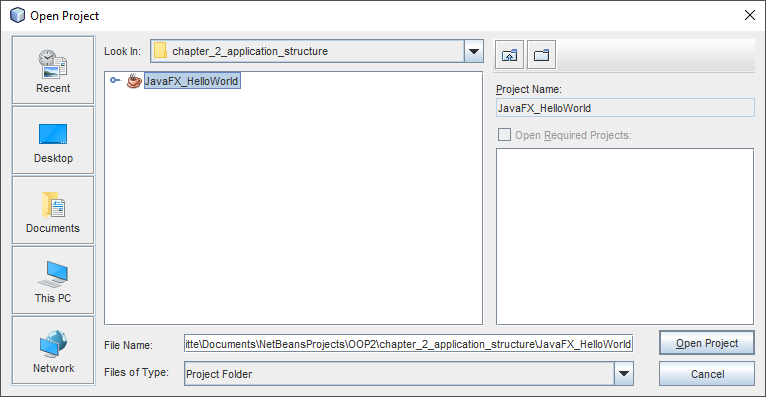 Open Project
Look In: chapter_2_application_structure
Recent
Desktop
Documents
This PC
Network
JavaFX_HelloWorld
Project Name:
JavaFX_HelloWorld
Open Required Projects:
File Name: itte\Documents\NetBeansProjects\OOP2\chapter_2_application_structure\JavaFX_HelloWorld
Files of Type: Project Folder
Open Project
Cancel